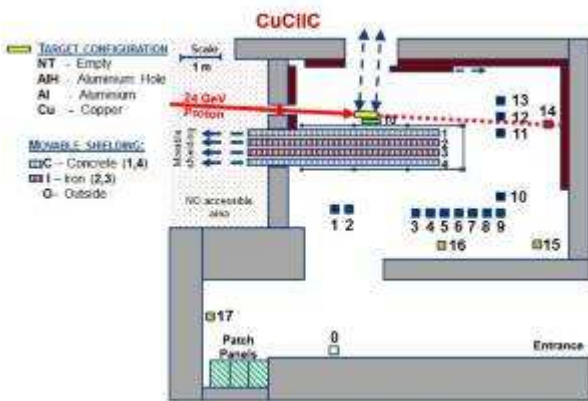 CuCIIC
TARGET CONFIGURATION
NT - Empty
AlH - Aluminium Hole
Al - Aluminium
Cu - Copper
MOVABLE SHIELDING:
C - Concrete (1,4)
I - Iron (2,3)
O - Outside
Scale
1 m
24 GeV
Proton
Movable
shielding
NO accessible
area
1
2
3
4
13
12
11
14
10
1 2
3 4 5 6 7 8 9
16
15
17
0
Patch
Panels
Entrance